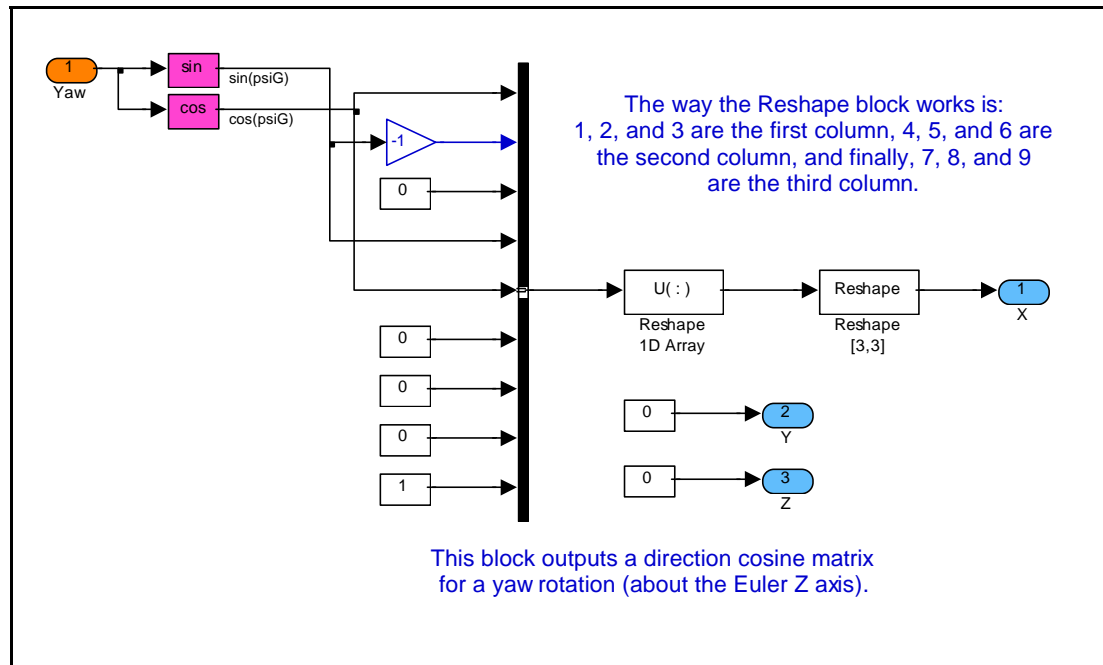 1
Yaw
sin
sin(psiG)
cos
cos(psiG)
-1
0
0
0
0
1
The way the Reshape block works is:
1, 2, and 3 are the first column, 4, 5, and 6 are
the second column, and finally, 7, 8, and 9
are the third column.
U( : )
Reshape
1D Array
Reshape
Reshape
[3,3]
1
X
0
2
Y
0
3
Z
This block outputs a direction cosine matrix
for a yaw rotation (about the Euler Z axis).